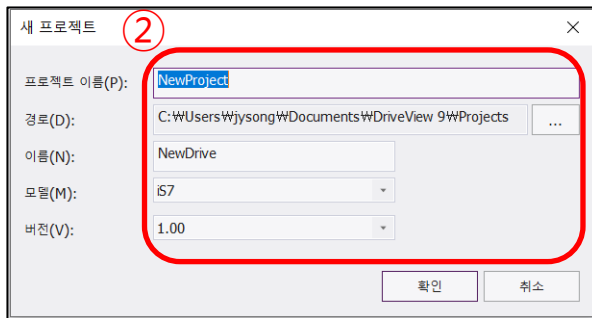 새 프로젝트
②
프로젝트 이름(P): NewProject
경로(D): C:₩Users₩jysong₩Documents₩DriveView 9₩Projects ...
이름(N): NewDrive
모델(M): iS7
버전(V): 1.00
확인 취소